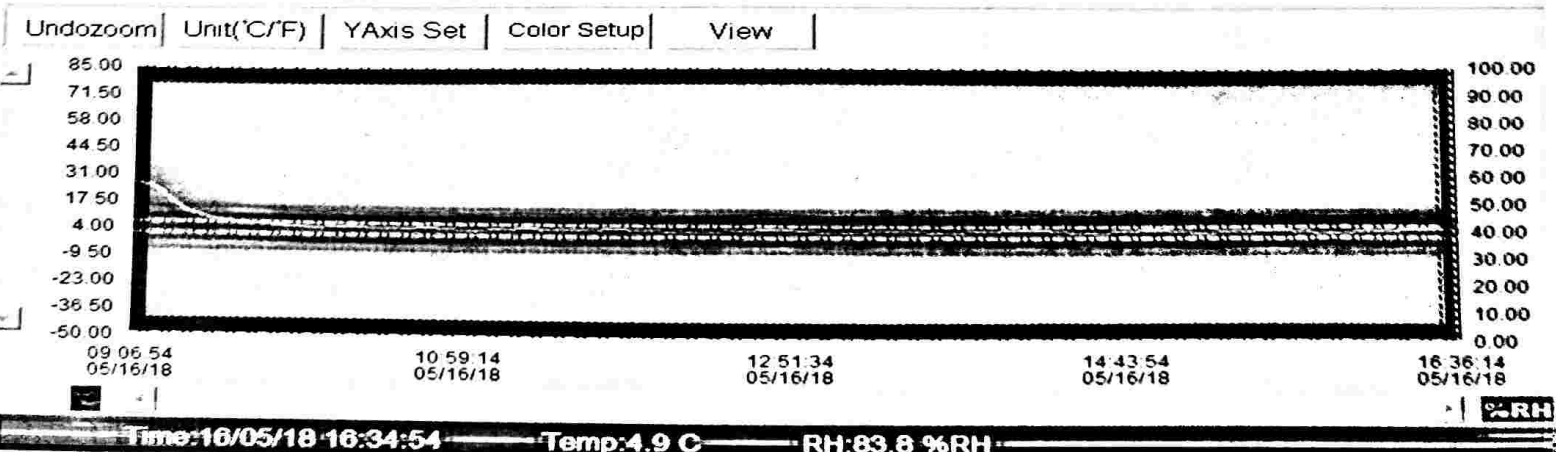 Undozoom Unit(°C/°F) YAxis Set Color Setup View
85.00 100.00
71.50 90.00
58.00 80.00
44.50 70.00
31.00 60.00
17.50 50.00
4.00 40.00
-9.50 30.00
-23.00 20.00
-36.50 10.00
-50.00 0.00
09:06:54 10:59:14 12:51:34 14:43:54 16:36:14
05/16/18 05/16/18 05/16/18 05/16/18 05/16/18
%RH
Time:16/05/18 16:34:54 Temp:4.9 C RH:83.8 %RH